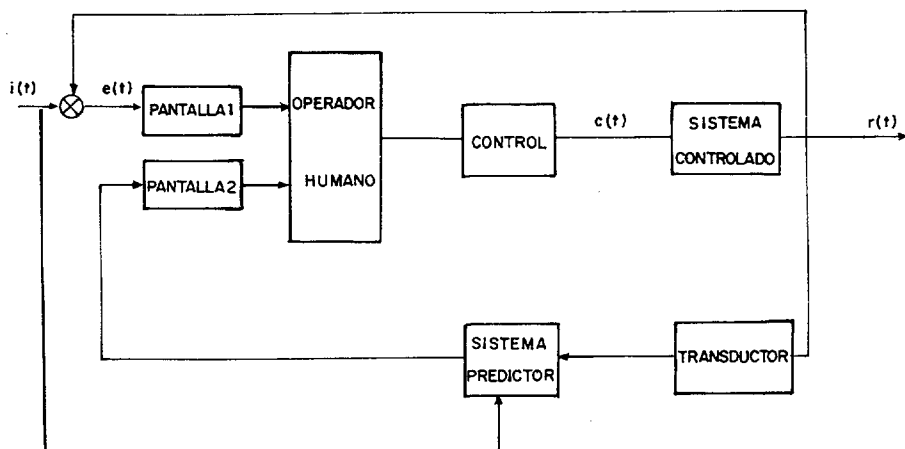 i(t)
e(t)
PANTALLA1
PANTALLA2
OPERADOR
HUMANO
CONTROL
c(t)
SISTEMA
CONTROLADO
r(t)
SISTEMA
PREDICTOR
TRANSDUCTOR